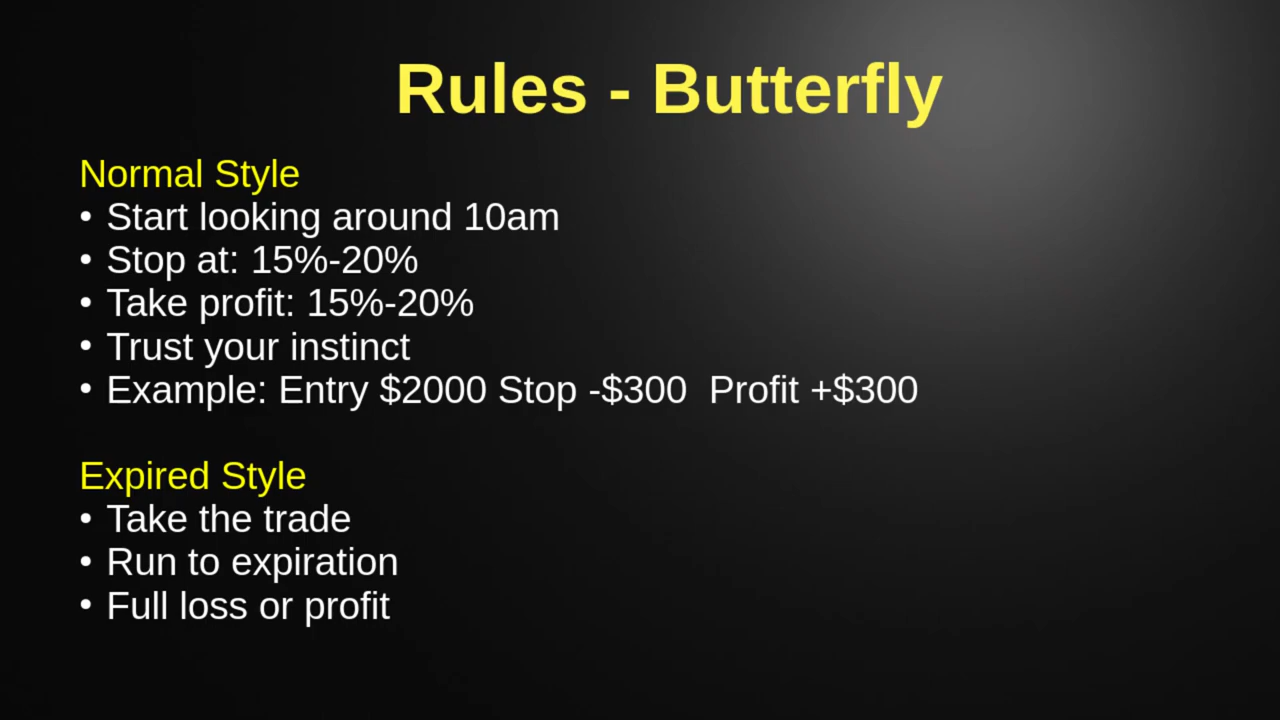 Rules - Butterfly
Normal Style
• Start looking around 10am
• Stop at: 15%-20%
• Take profit: 15%-20%
• Trust your instinct
• Example: Entry $2000 Stop -$300  Profit +$300
Expired Style
• Take the trade
• Run to expiration
• Full loss or profit